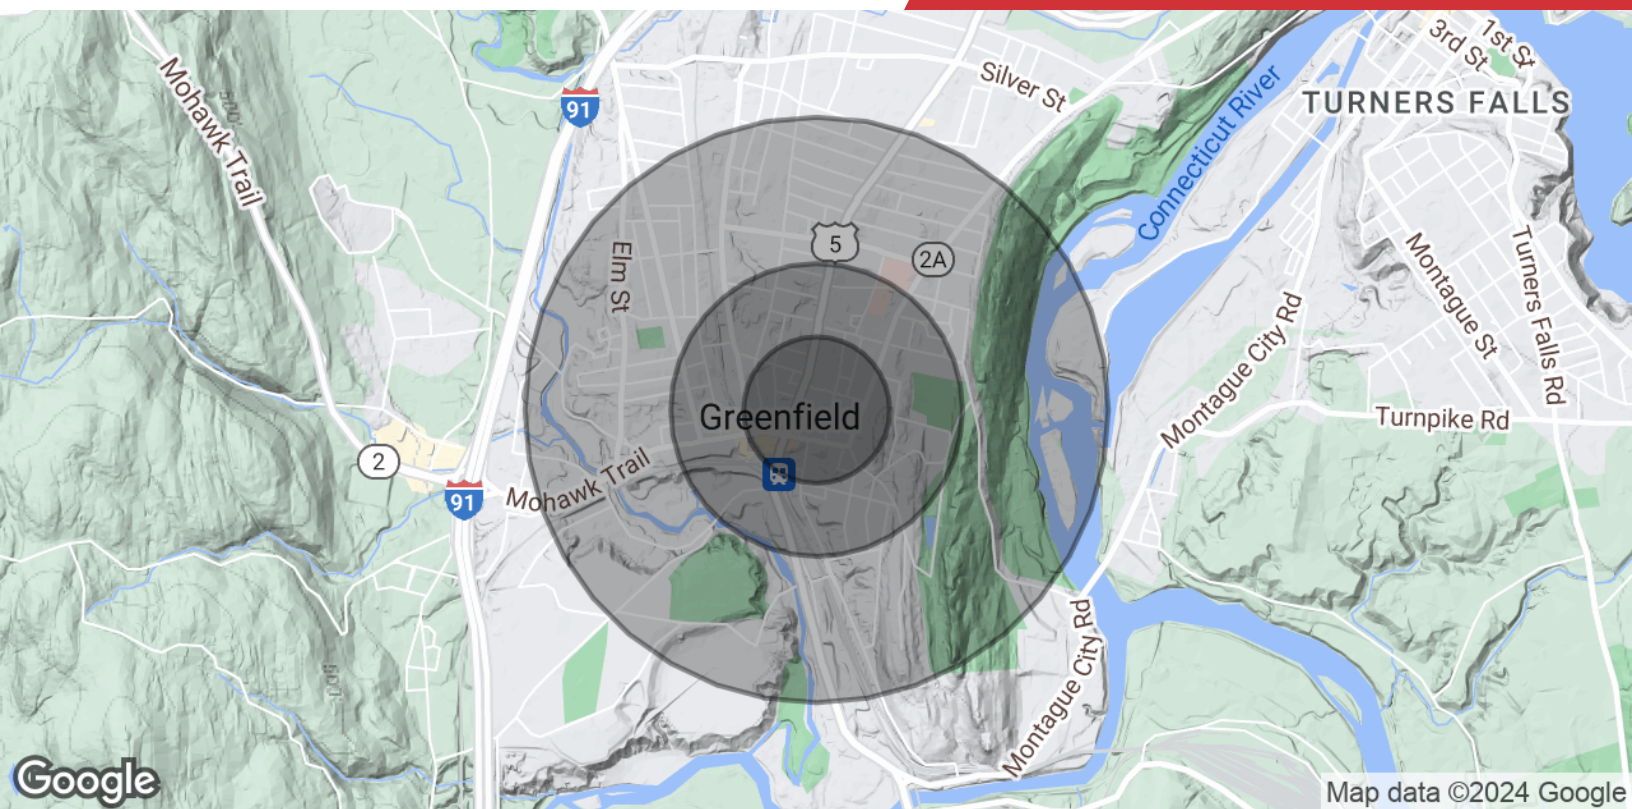 1st St
3rd St
Silver St
Mohawk Trail
500'
91
TURNERS FALLS
Connecticut River
5
2A
Elm St
Montague St
Turners Falls Rd
Montague City Rd
Greenfield
Turnpike Rd
2
Mohawk Trail
91
Montague City Rd
500'
Google
Map data ©2024 Google